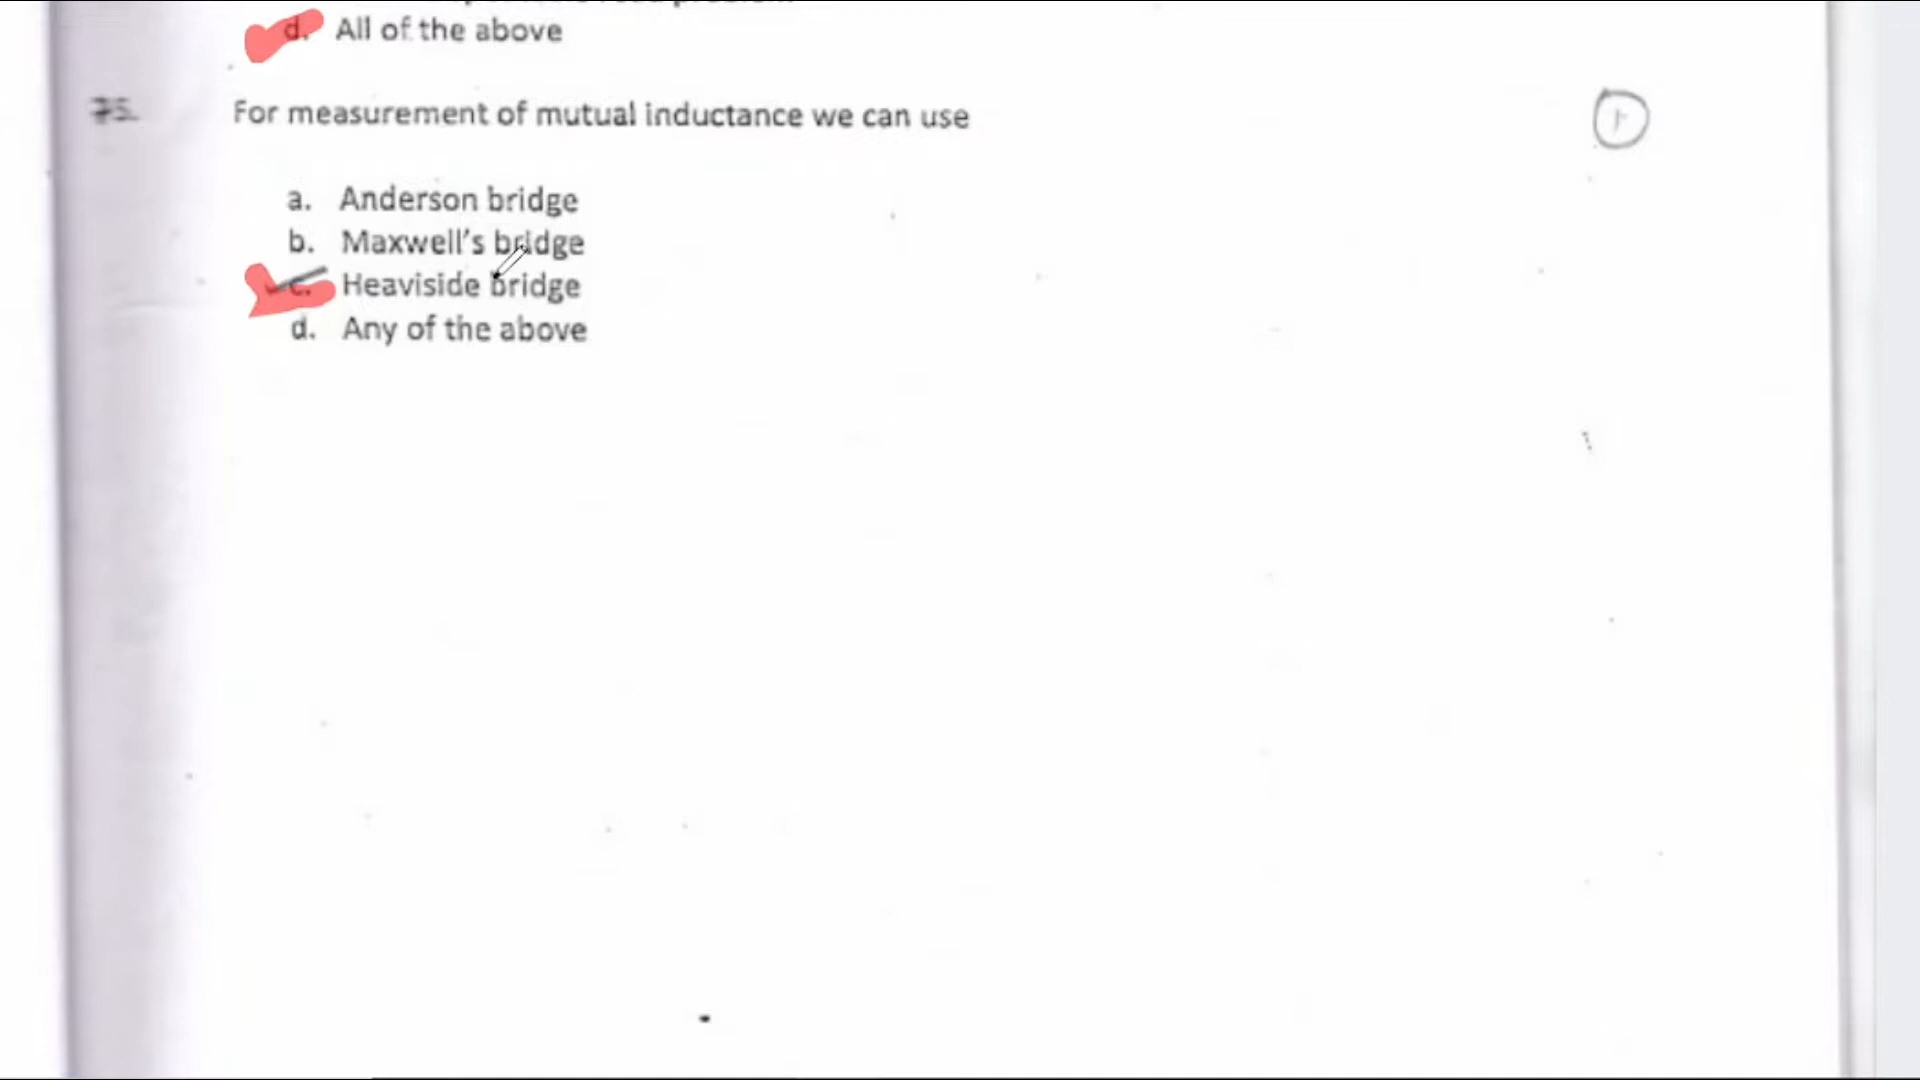 d. All of the above
75. For measurement of mutual inductance we can use
a. Anderson bridge
b. Maxwell's bridge
c. Heaviside bridge
d. Any of the above